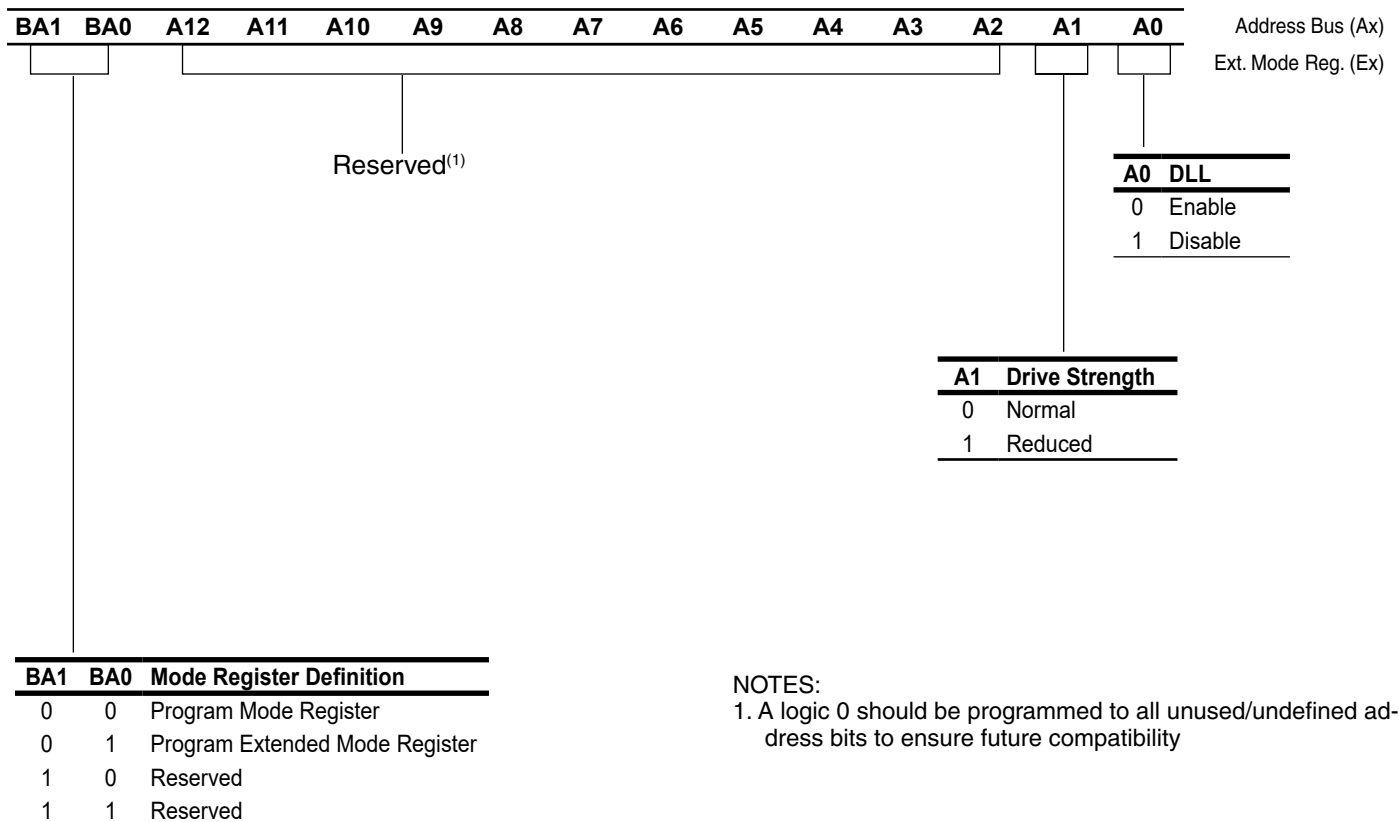 BA1 BA0 A12 A11 A10 A9 A8 A7 A6 A5 A4 A3 A2 A1 A0 Address Bus (Ax)
Ext. Mode Reg. (Ex)
Reserved(1)
A0 DLL
0 Enable
1 Disable
A1 Drive Strength
0 Normal
1 Reduced
BA1 BA0 Mode Register Definition
0 0 Program Mode Register
0 1 Program Extended Mode Register
1 0 Reserved
1 1 Reserved
NOTES:
1. A logic 0 should be programmed to all unused/undefined ad-
dress bits to ensure future compatibility